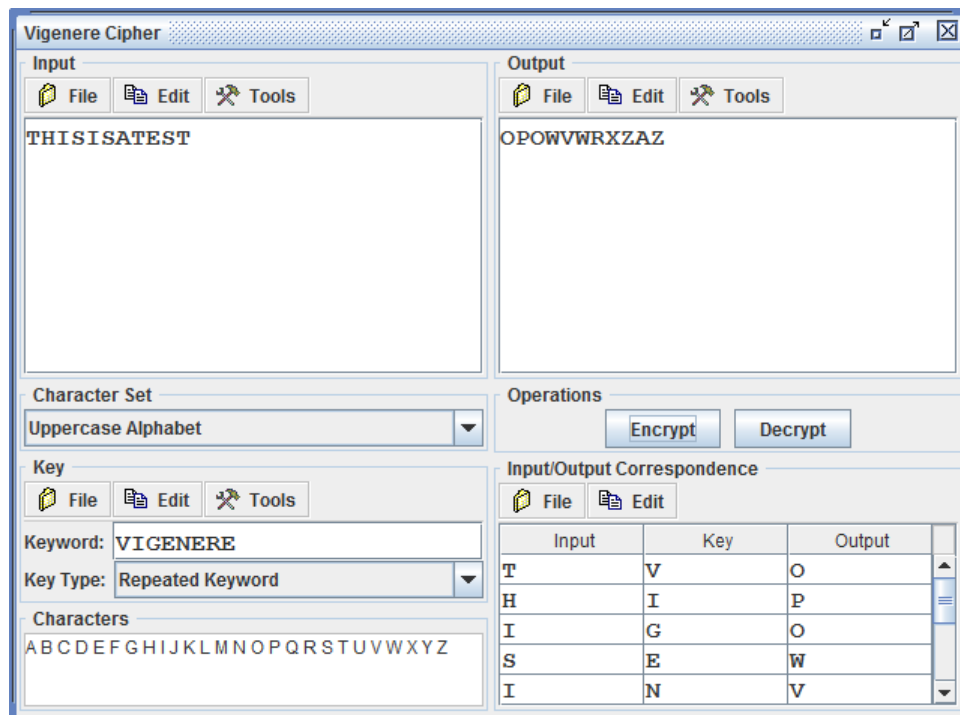 Vigenere Cipher
Input
File Edit Tools
THISISATEST
Output
File Edit Tools
OPOWVWRXZAZ
Character Set
Uppercase Alphabet
Operations
Encrypt Decrypt
Key
File Edit Tools
Keyword: VIGENERE
Key Type: Repeated Keyword
Characters
A B C D E F G H I J K L M N O P Q R S T U V W X Y Z
Input/Output Correspondence
File Edit
Input Key Output
T V O
H I P
I G O
S E W
I N V